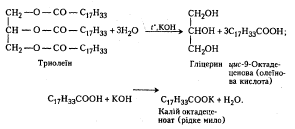 CH₂ — O — CO — C₁₇H₃₃ CH₂OH
CH — O — CO — C₁₇H₃₃ +3H₂O t°,KOH CHOH + 3C₁₇H₃₃COOH;
CH₂ — O — CO — C₁₇H₃₃ CH₂OH
Триолеїн Гліцерин цис-9-Октаде-
ценова (олеїно-
ва кислота)
C₁₇H₃₃COOH + KOH → C₁₇H₃₃COOK + H₂O.
Калій октадеце-
ноат (рідке мило)